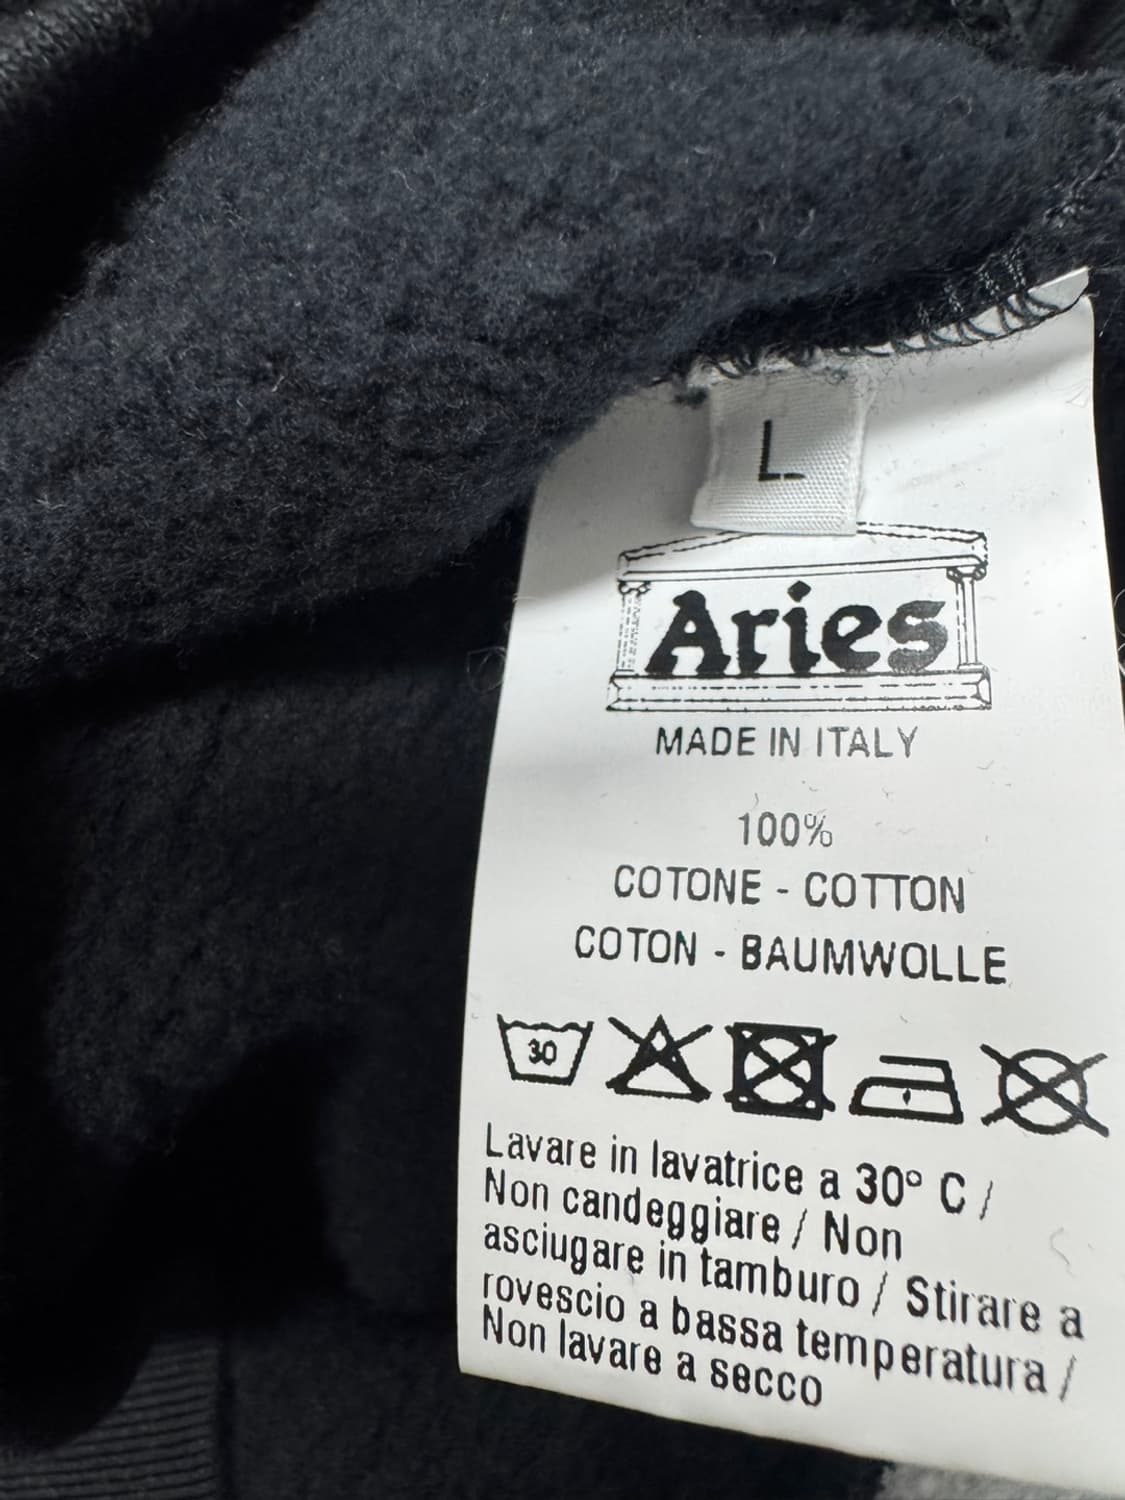 L
Aries
MADE IN ITALY
100%
COTONE - COTTON
COTON - BAUMWOLLE
30
Lavare in lavatrice a 30° C /
Non candeggiare / Non
asciugare in tamburo / Stirare a
rovescio a bassa temperatura /
Non lavare a secco